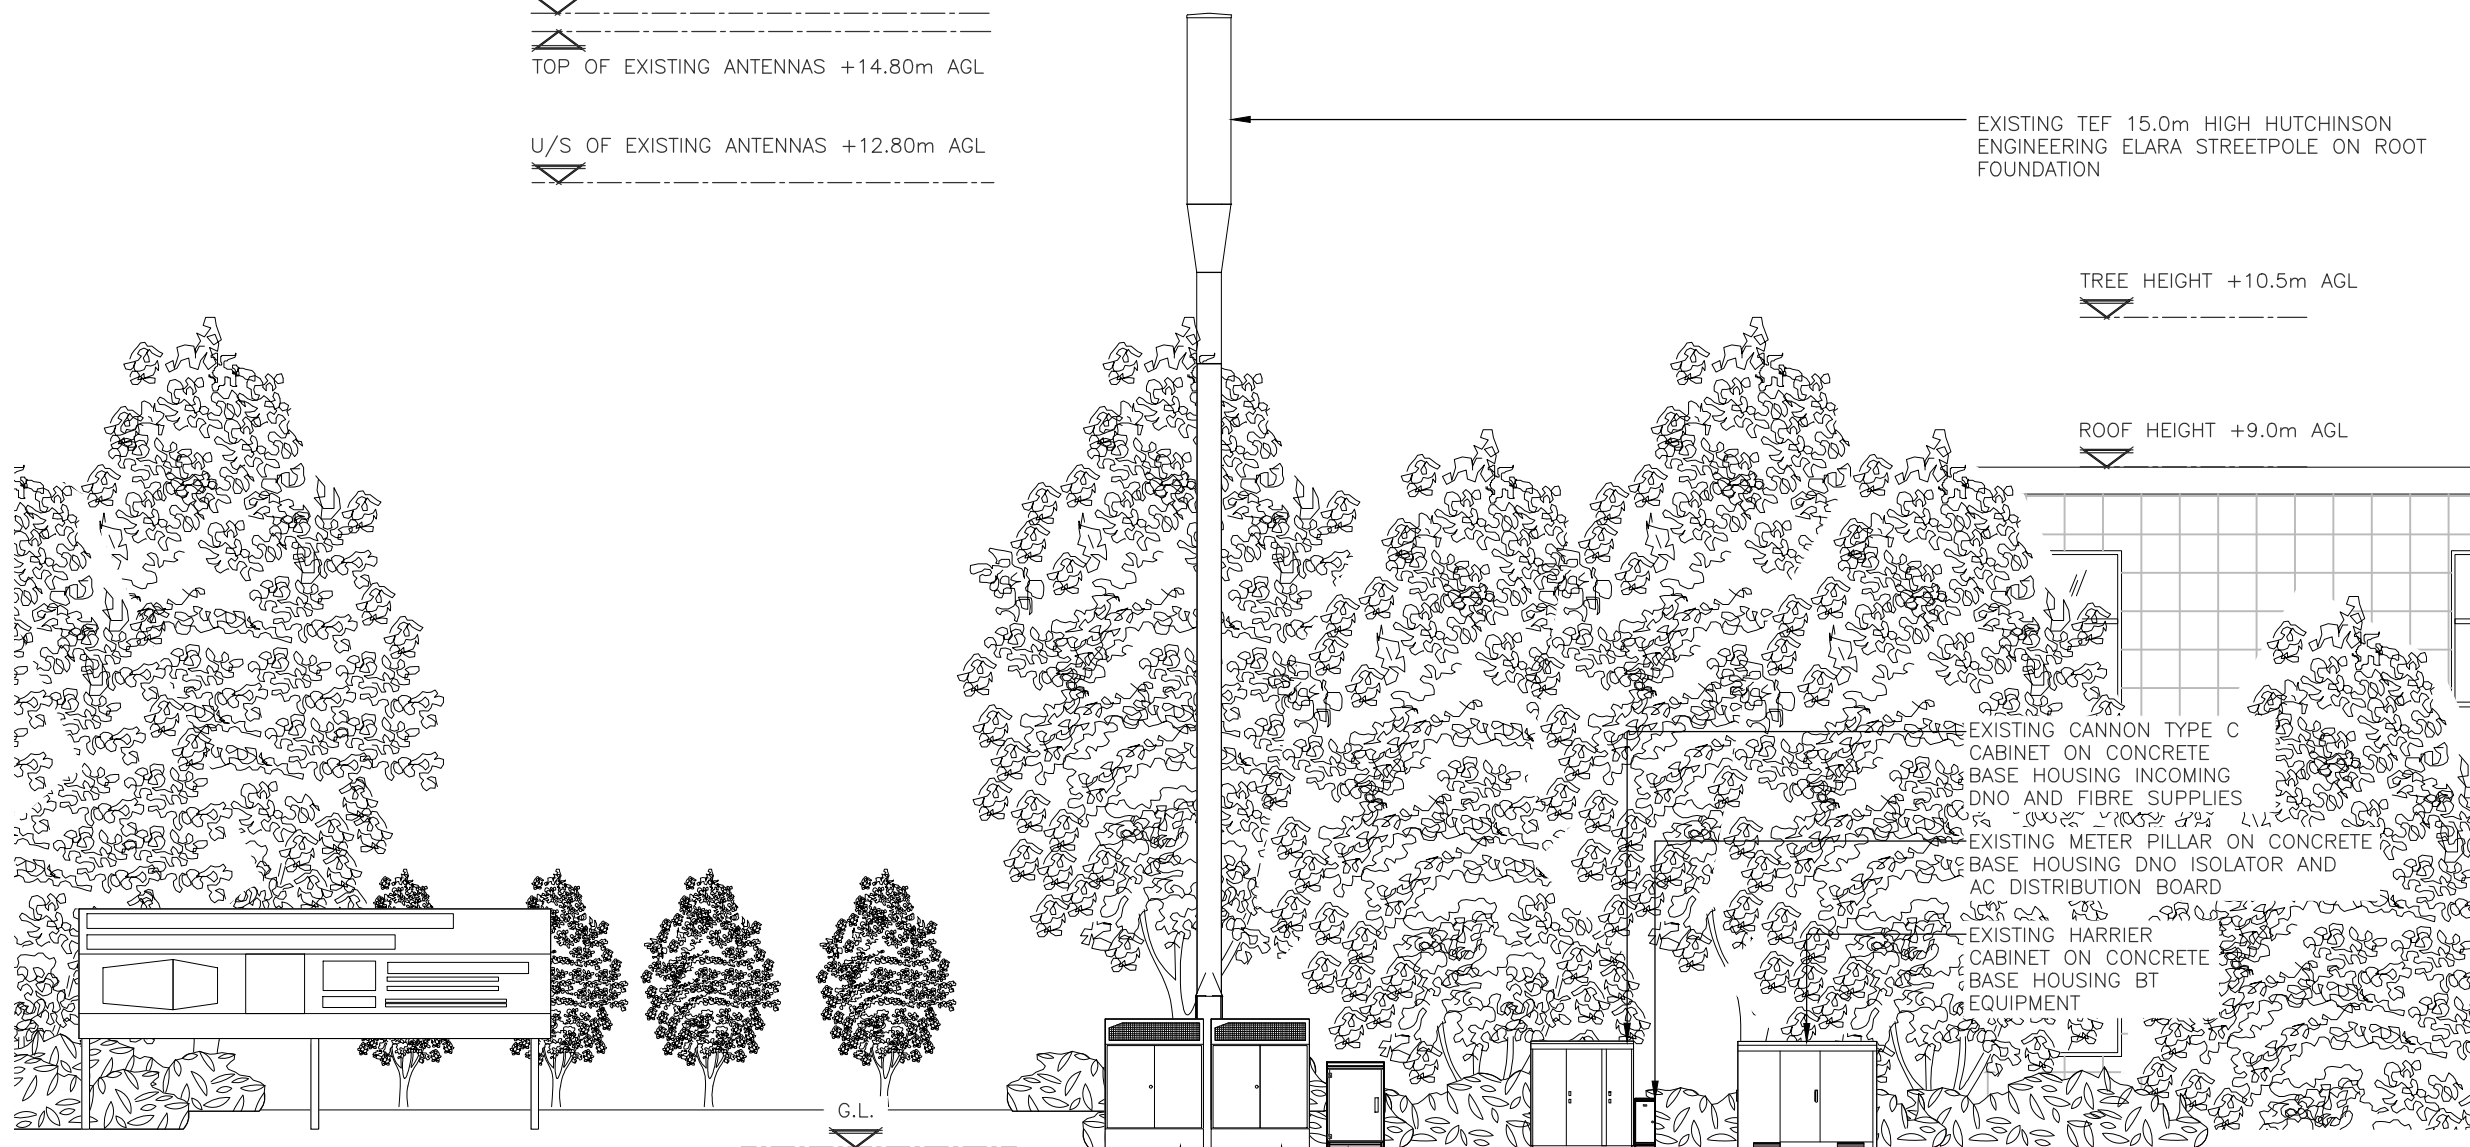 TOP OF EXISTING ANTENNAS +14.80m AGL
U/S OF EXISTING ANTENNAS +12.80m AGL
EXISTING TEF 15.0m HIGH HUTCHINSON
ENGINEERING ELARA STREETPOLE ON ROOT
FOUNDATION
TREE HEIGHT +10.5m AGL
ROOF HEIGHT +9.0m AGL
EXISTING CANNON TYPE C
CABINET ON CONCRETE
BASE HOUSING INCOMING
DNO AND FIBRE SUPPLIES
EXISTING METER PILLAR ON CONCRETE
BASE HOUSING DNO ISOLATOR AND
AC DISTRIBUTION BOARD
EXISTING HARRIER
CABINET ON CONCRETE
BASE HOUSING BT
EQUIPMENT
G.L.